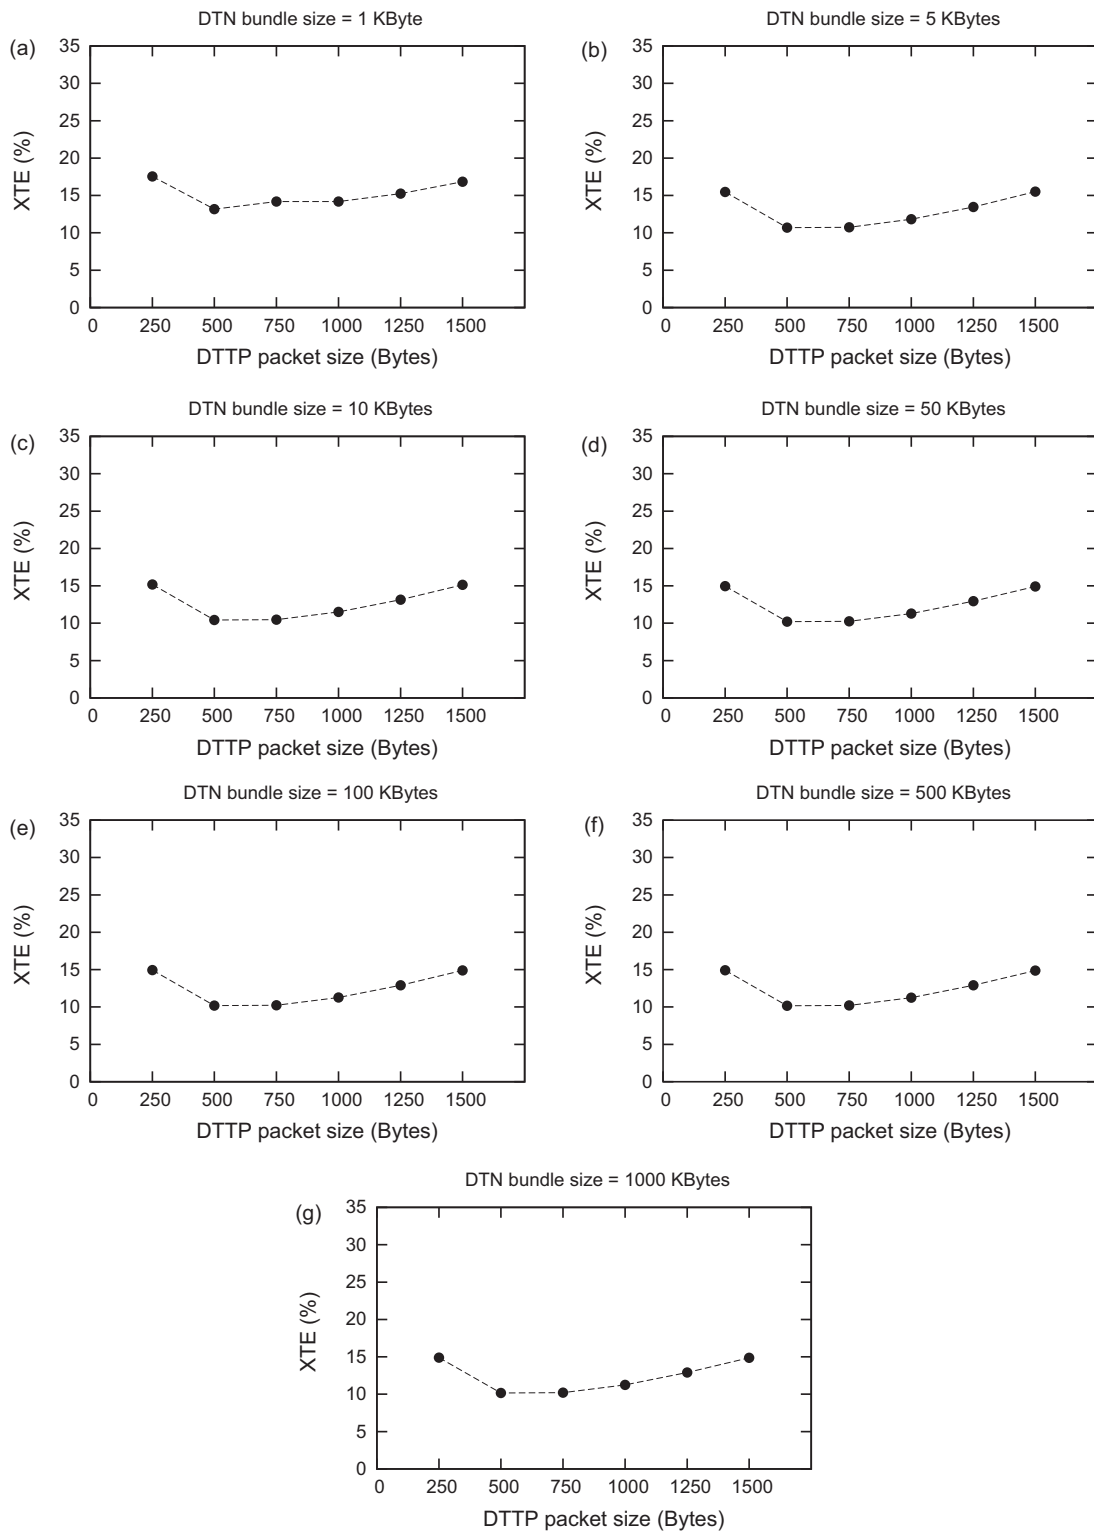 DTN bundle size = 1 KByte
(a)
35
30
25
20
15
10
5
0
XTE (%)
0 250 500 750 1000 1250 1500
DTTP packet size (Bytes)
DTN bundle size = 5 KBytes
(b)
35
30
25
20
15
10
5
0
XTE (%)
0 250 500 750 1000 1250 1500
DTTP packet size (Bytes)
DTN bundle size = 10 KBytes
(c)
35
30
25
20
15
10
5
0
XTE (%)
0 250 500 750 1000 1250 1500
DTTP packet size (Bytes)
DTN bundle size = 50 KBytes
(d)
35
30
25
20
15
10
5
0
XTE (%)
0 250 500 750 1000 1250 1500
DTTP packet size (Bytes)
DTN bundle size = 100 KBytes
(e)
35
30
25
20
15
10
5
0
XTE (%)
0 250 500 750 1000 1250 1500
DTTP packet size (Bytes)
DTN bundle size = 500 KBytes
(f)
35
30
25
20
15
10
5
0
XTE (%)
0 250 500 750 1000 1250 1500
DTTP packet size (Bytes)
DTN bundle size = 1000 KBytes
(g)
35
30
25
20
15
10
5
0
XTE (%)
0 250 500 750 1000 1250 1500
DTTP packet size (Bytes)